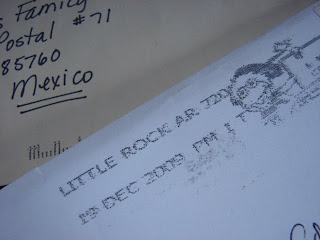 s Family
Postal #71
85760
Mexico
LITTLE ROCK AR 720
19 DEC 2009 PM 1 T